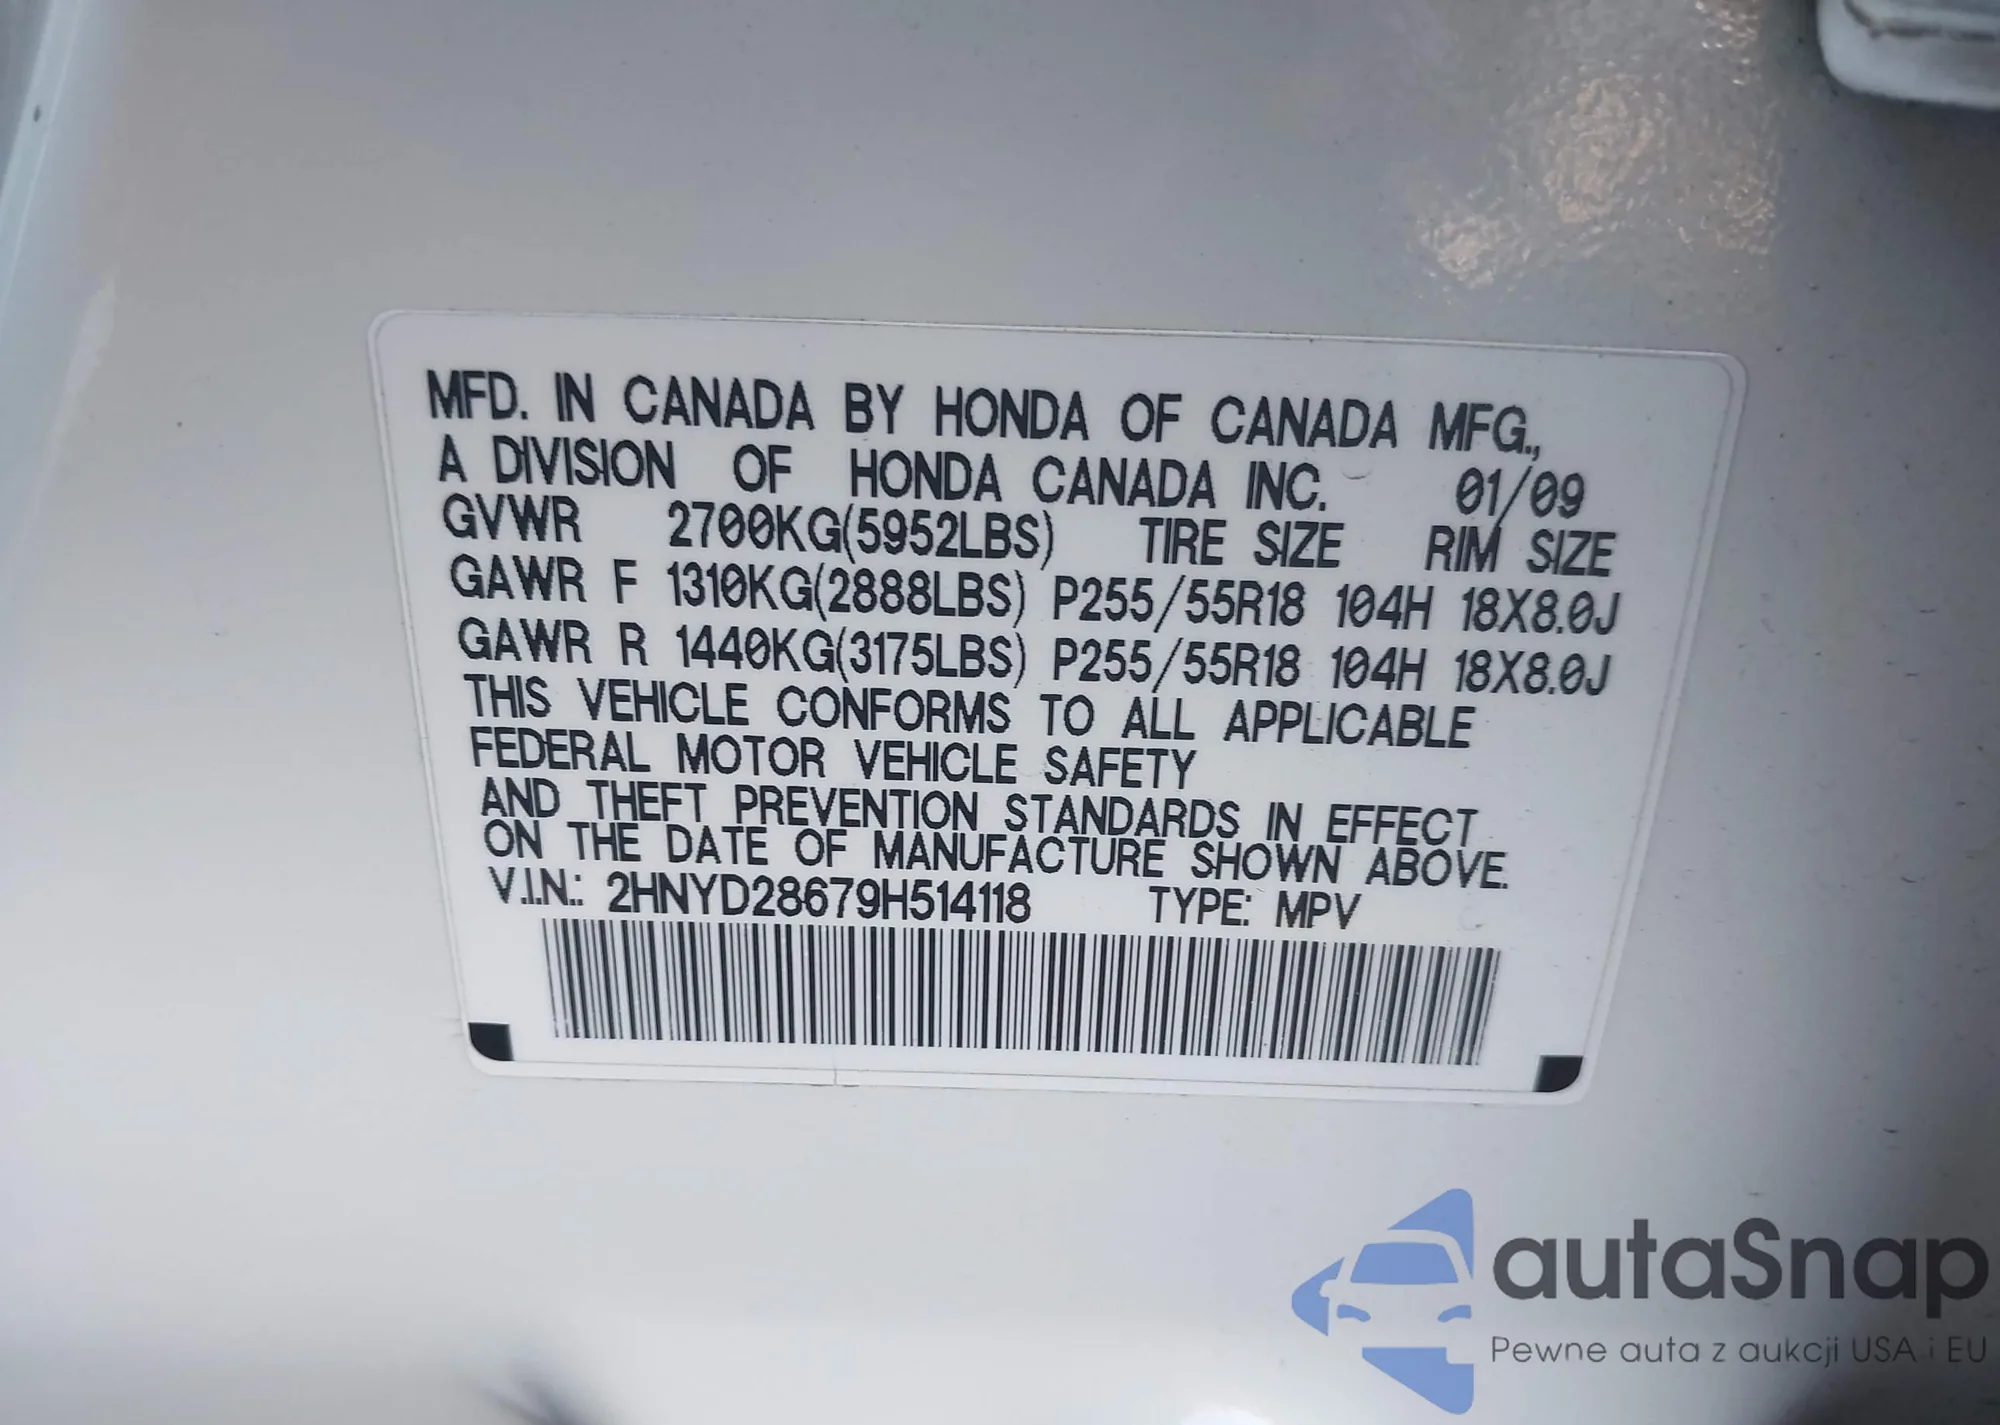 MFD. IN CANADA BY HONDA OF CANADA MFG.,
A DIVISION OF HONDA CANADA INC. 01/09
GVWR 2700KG(5952LBS) TIRE SIZE RIM SIZE
GAWR F 1310KG(2888LBS) P255/55R18 104H 18X8.0J
GAWR R 1440KG(3175LBS) P255/55R18 104H 18X8.0J
THIS VEHICLE CONFORMS TO ALL APPLICABLE
FEDERAL MOTOR VEHICLE SAFETY
AND THEFT PREVENTION STANDARDS IN EFFECT
ON THE DATE OF MANUFACTURE SHOWN ABOVE.
V.I.N.: 2HNYD28679H514118 TYPE: MPV
autaSnap
Pewne auta z aukcji USA i EU